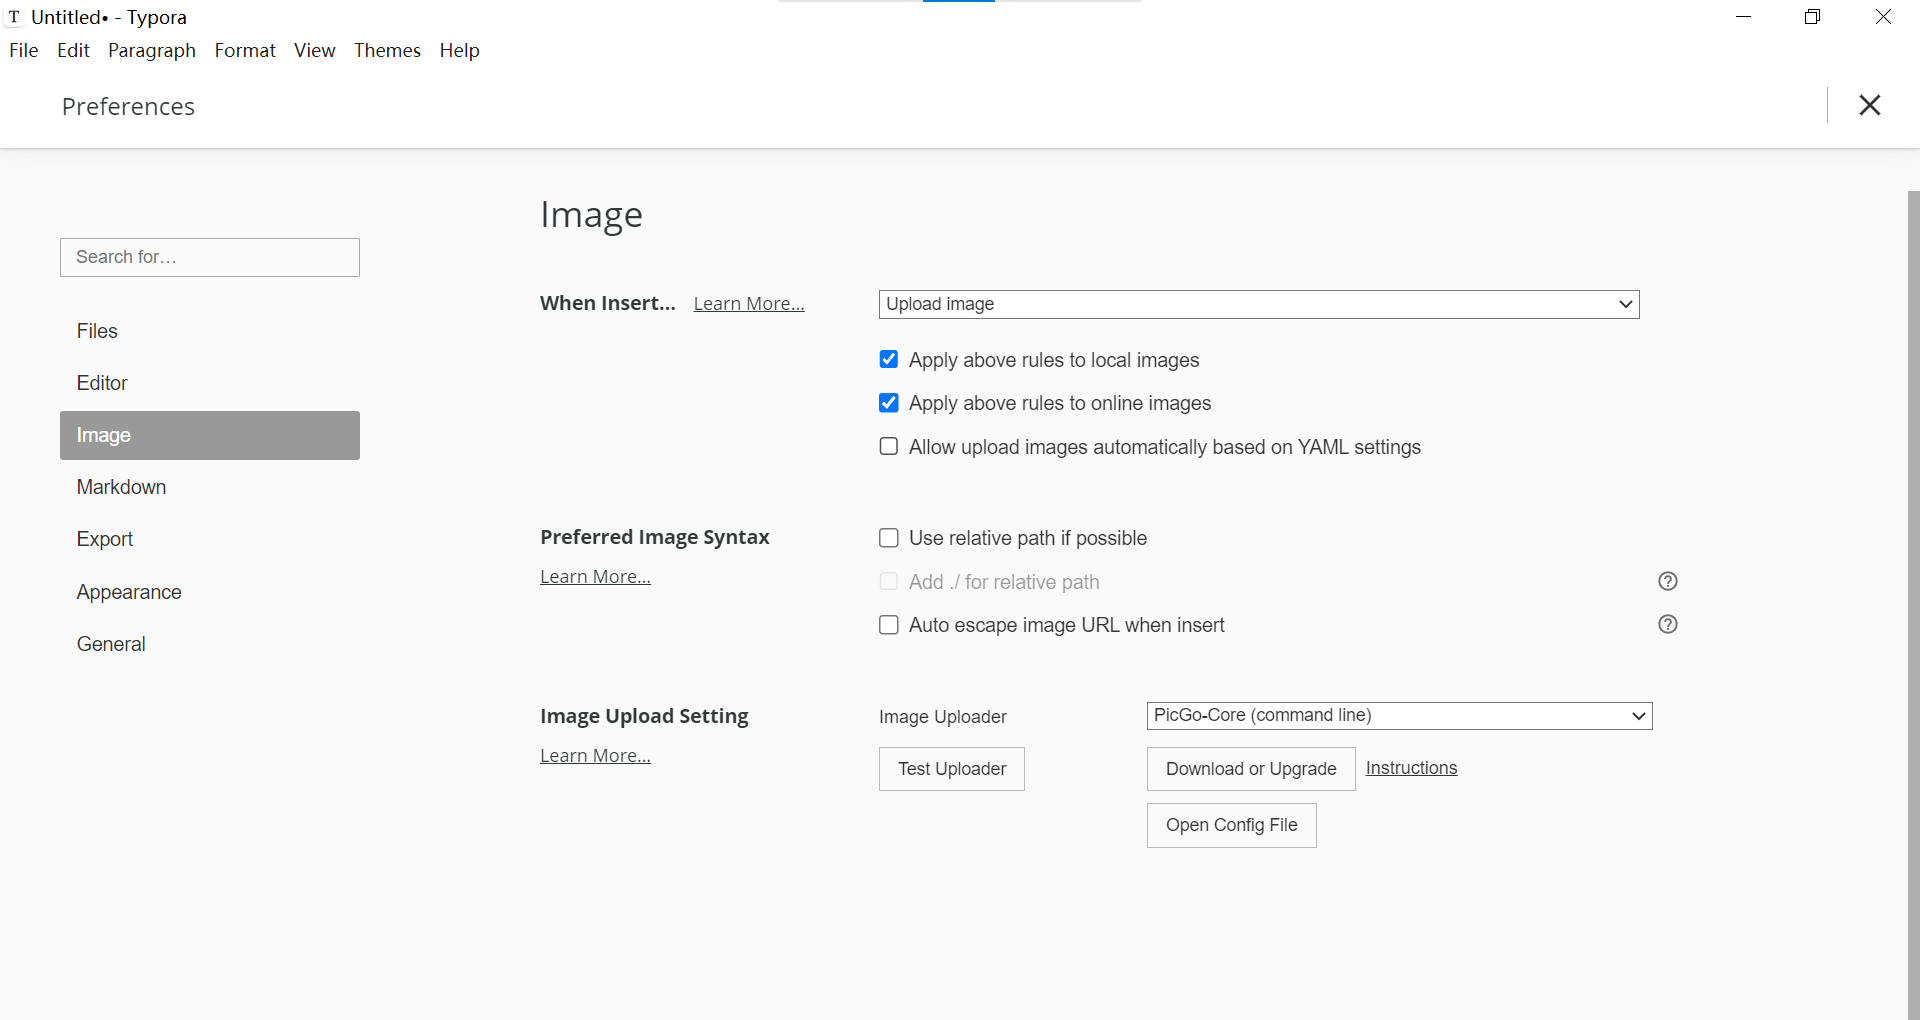 T Untitled• - Typora
File Edit Paragraph Format View Themes Help
Preferences
Image
Search for...
When Insert... Learn More... Upload image
Files
Apply above rules to local images
Editor
Apply above rules to online images
Image
Allow upload images automatically based on YAML settings
Markdown
Export
Preferred Image Syntax Use relative path if possible
Learn More... Add ./ for relative path ?
Appearance
Auto escape image URL when insert ?
General
Image Upload Setting Image Uploader PicGo-Core (command line)
Learn More... Test Uploader Download or Upgrade Instructions
Open Config File